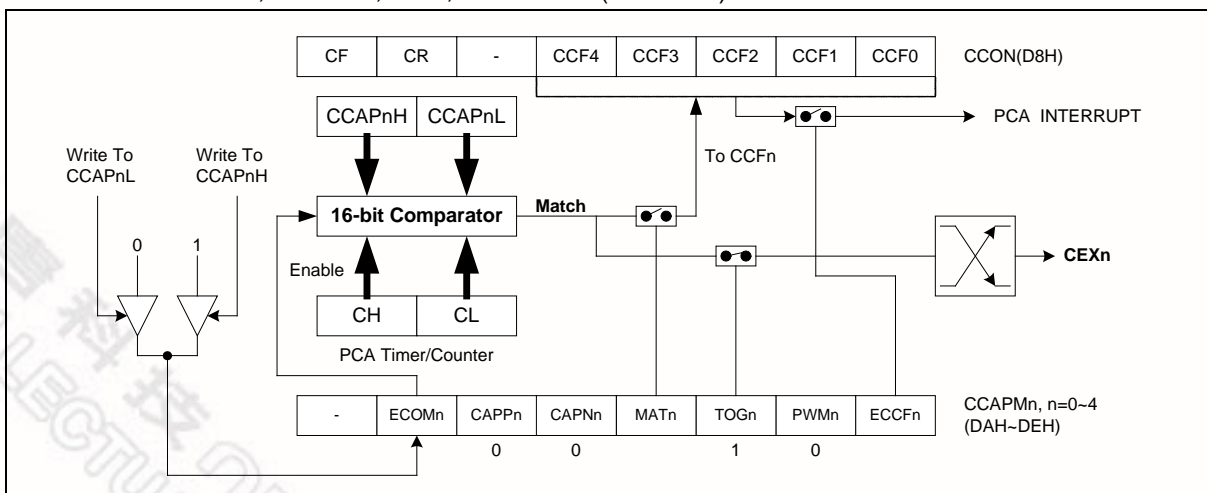 CF CR - CCF4 CCF3 CCF2 CCF1 CCF0 CCON(D8H)
CCAPnH CCAPnL
PCA INTERRUPT
Write To
CCAPnL
Write To
CCAPnH
To CCFn
16-bit Comparator
Match
0 1
Enable
CEXn
CH CL
PCA Timer/Counter
- ECOMn CAPPn CAPNn MATn TOGn PWMn ECCFn
CCAPMn, n=0~4
(DAH~DEH)
0 0 1 0